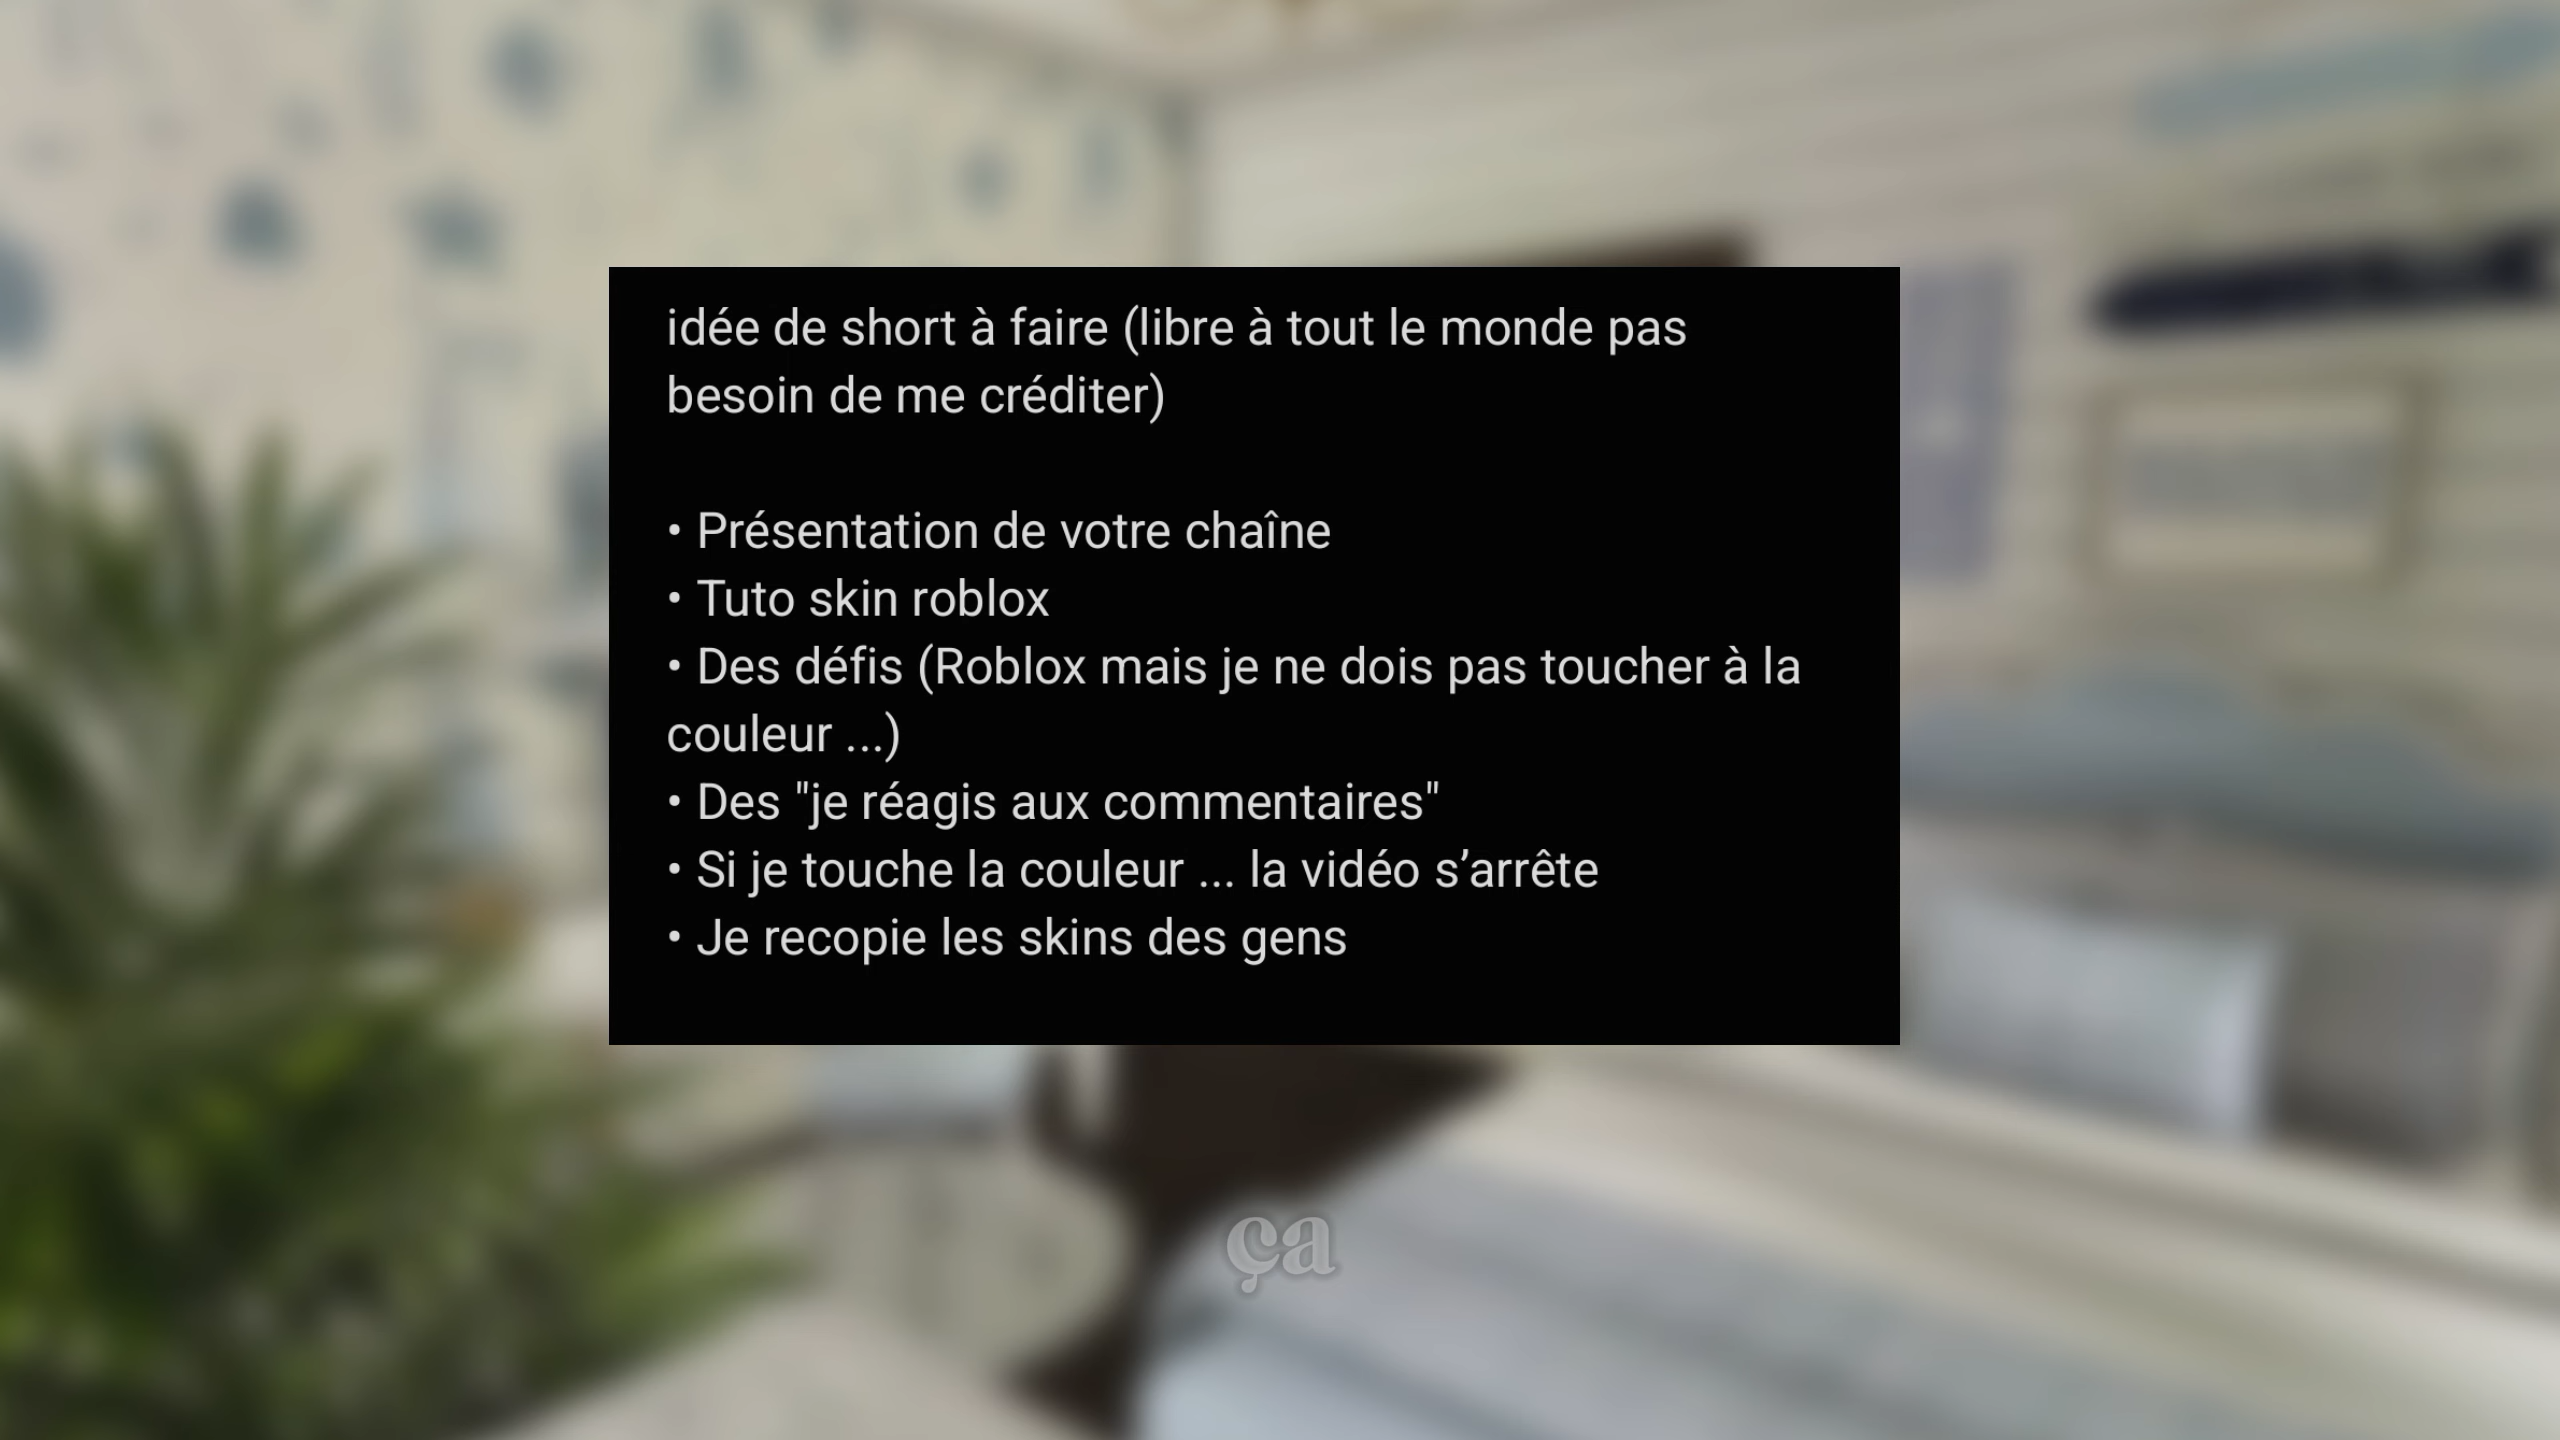 idée de short à faire (libre à tout le monde pas
besoin de me créditer)
• Présentation de votre chaîne
• Tuto skin roblox
• Des défis (Roblox mais je ne dois pas toucher à la
couleur ...)
• Des "je réagis aux commentaires"
• Si je touche la couleur ... la vidéo s’arrête
• Je recopie les skins des gens
ça